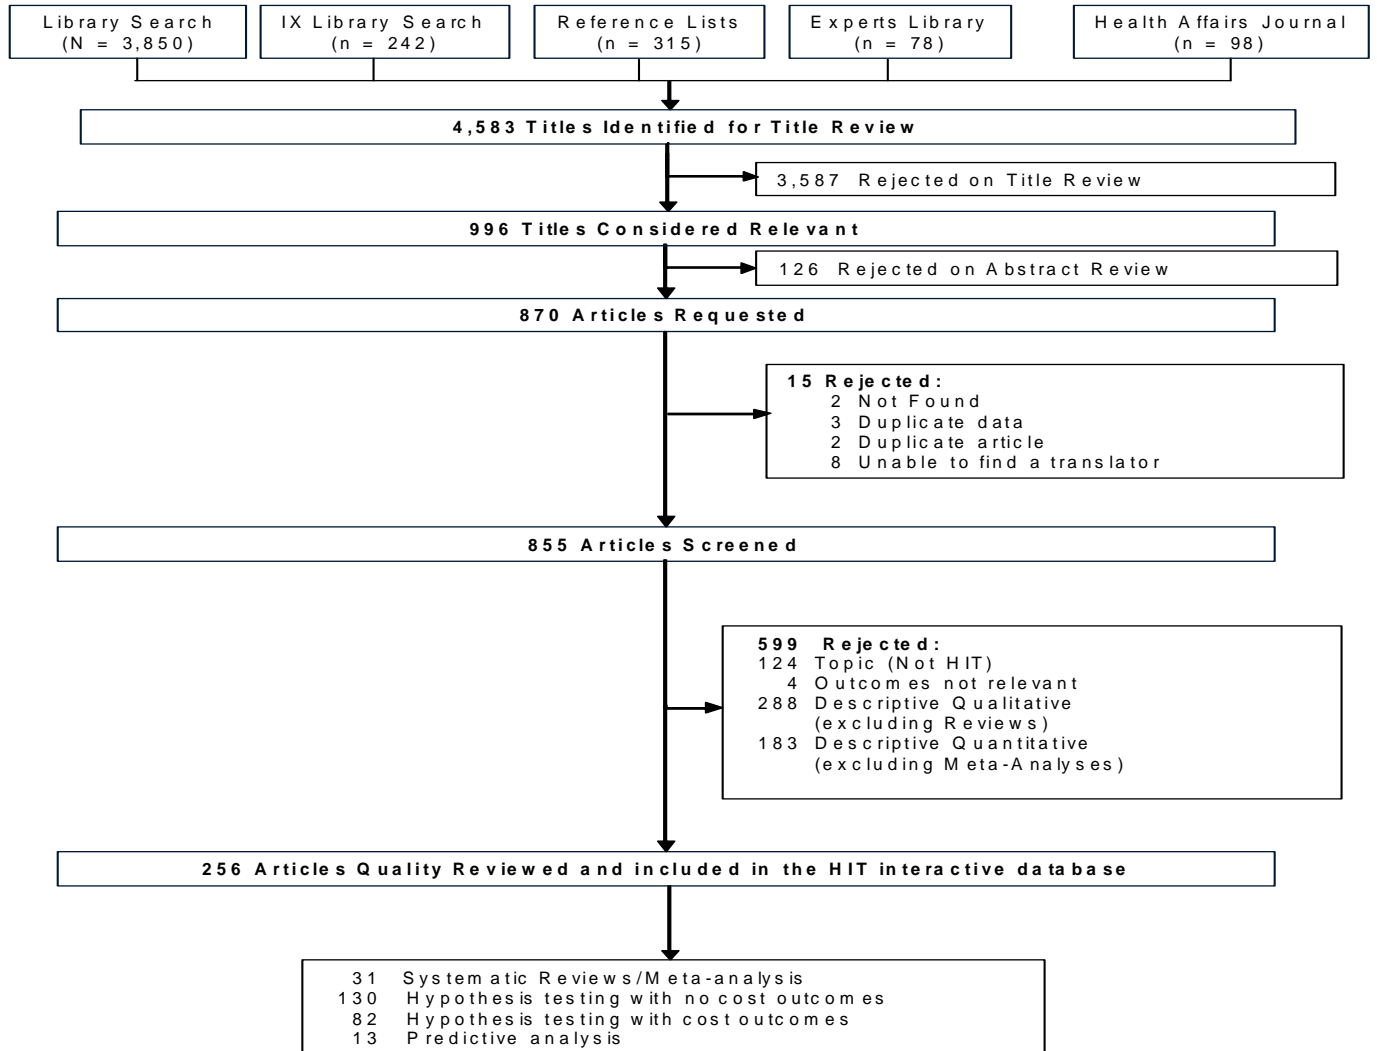 Library Search
(N = 3,850)
IX Library Search
(n = 242)
Reference Lists
(n = 315)
Experts Library
(n = 78)
Health Affairs Journal
(n = 98)
4,583 Titles Identified for Title Review
3,587 Rejected on Title Review
996 Titles Considered Relevant
126 Rejected on Abstract Review
870 Articles Requested
15 Rejected:
2 Not Found
3 Duplicate data
2 Duplicate article
8 Unable to find a translator
855 Articles Screened
599 Rejected:
124 Topic (Not HIT)
4 Outcomes not relevant
288 Descriptive Qualitative
(excluding Reviews)
183 Descriptive Quantitative
(excluding Meta-Analyses)
256 Articles Quality Reviewed and included in the HIT interactive database
31 Systematic Reviews/Meta-analysis
130 Hypothesis testing with no cost outcomes
82 Hypothesis testing with cost outcomes
13 Predictive analysis